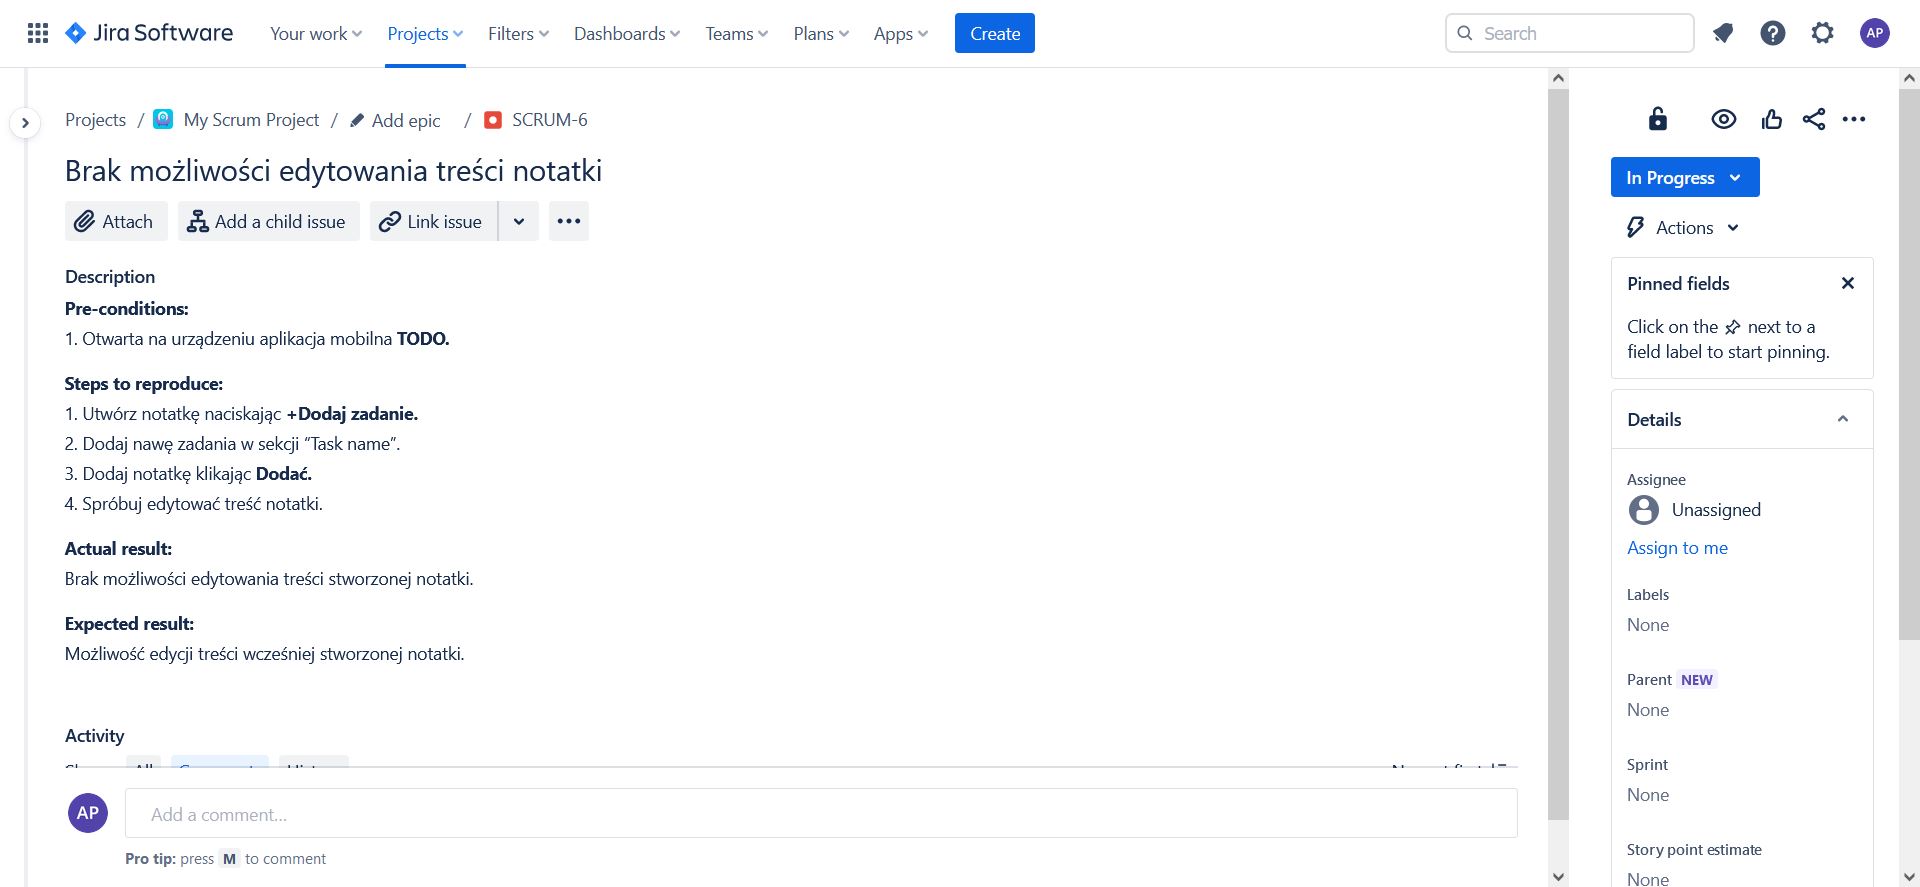 Jira Software Your work Projects Filters Dashboards Teams Plans Apps Create Search AP
Projects / My Scrum Project / Add epic / SCRUM-6
Brak możliwości edytowania treści notatki
Attach Add a child issue Link issue
Description
Pre-conditions:
1. Otwarta na urządzeniu aplikacja mobilna TODO.
Steps to reproduce:
1. Utwórz notatkę naciskając +Dodaj zadanie.
2. Dodaj nawę zadania w sekcji “Task name”.
3. Dodaj notatkę klikając Dodać.
4. Spróbuj edytować treść notatki.
Actual result:
Brak możliwości edytowania treści stworzonej notatki.
Expected result:
Możliwość edycji treści wcześniej stworzonej notatki.
Activity
All
AP
Add a comment...
Pro tip: press M to comment
In Progress
Actions
Pinned fields
Click on the next to a
field label to start pinning.
Details
Assignee
Unassigned
Assign to me
Labels
None
Parent NEW
None
Sprint
None
Story point estimate
None